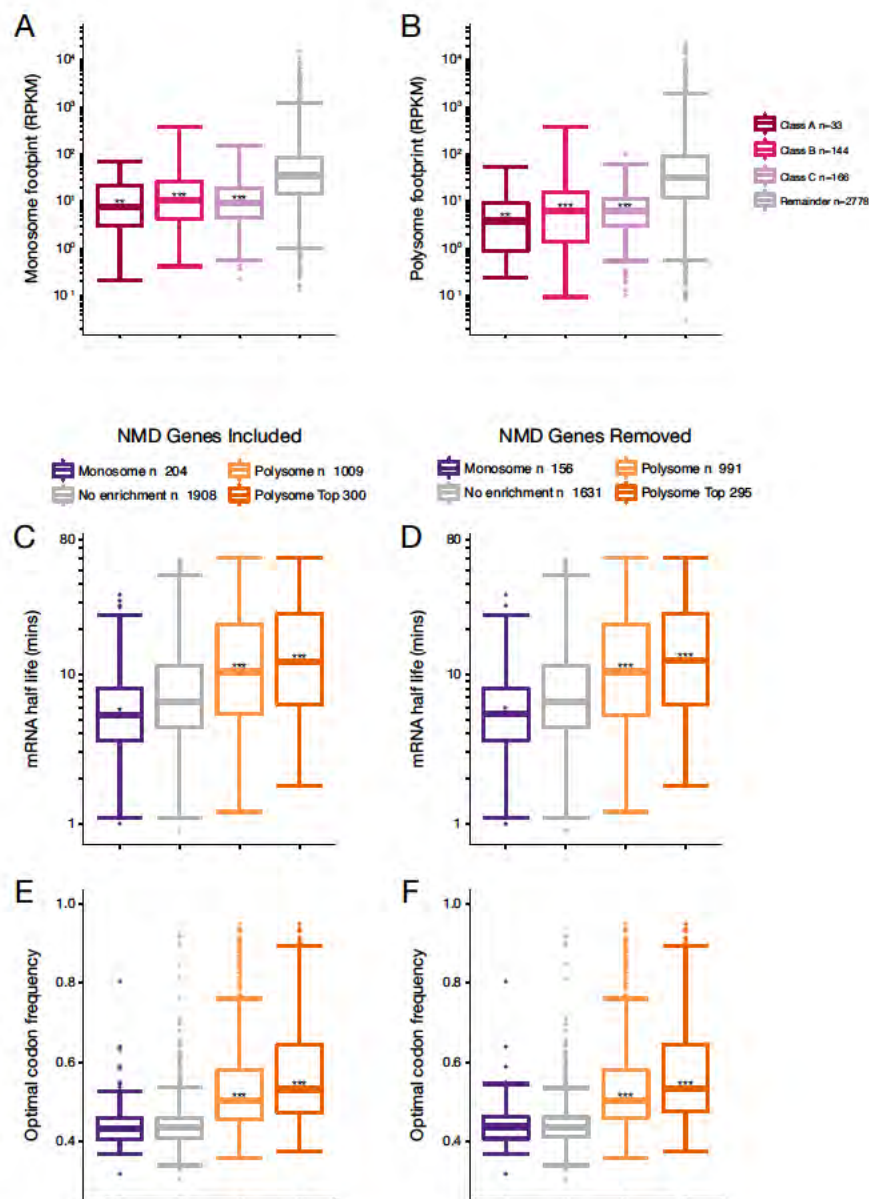 A
Monosome footprint (RPKM)
10⁴
10³
10²
10¹
10⁰
10⁻¹
**
***
***
B
Polysome footprint (RPKM)
10⁴
10³
10²
10¹
10⁰
10⁻¹
**
***
***
Class A n=33
Class B n=144
Class C n=166
Remainder n=2778
NMD Genes Included
Monosome n 204
Polysome n 1009
No enrichment n 1908
Polysome Top 300
NMD Genes Removed
Monosome n 156
Polysome n 991
No enrichment n 1631
Polysome Top 295
C
mRNA half life (mins)
80
10
1
*
***
***
D
mRNA half life (mins)
80
10
1
*
***
***
E
Optimal codon frequency
1.0
0.8
0.6
0.4
***
***
F
Optimal codon frequency
1.0
0.8
0.6
0.4
***
***